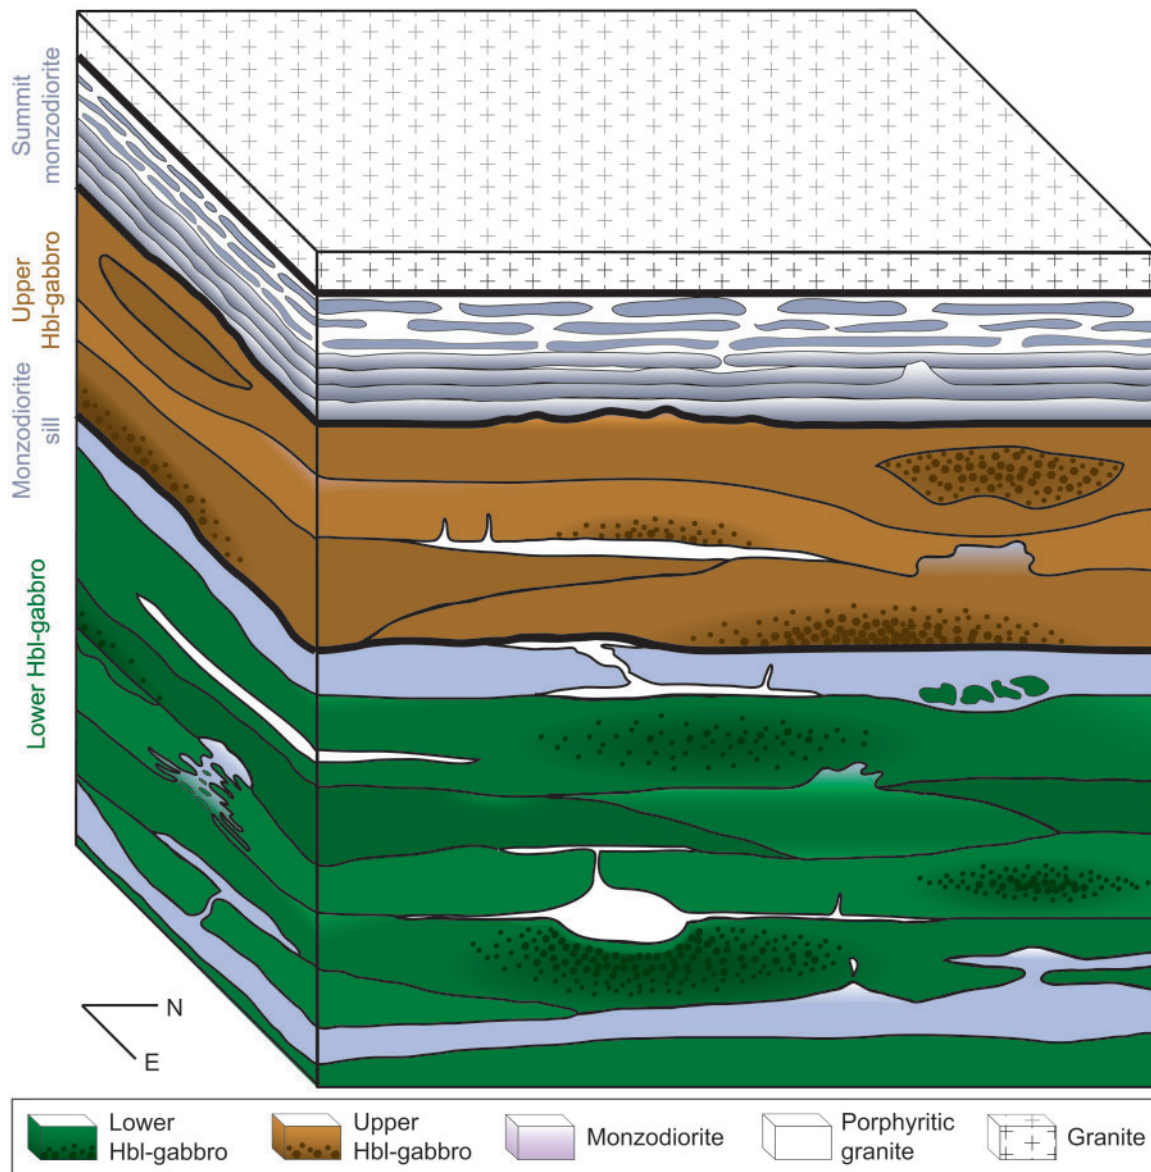 Summit
monzodiorite
Upper
Hbl-gabbro
Monzodiorite
sill
Lower Hbl-gabbro
N
E
Lower
Hbl-gabbro
Upper
Hbl-gabbro
Monzodiorite
Porphyritic
granite
Granite